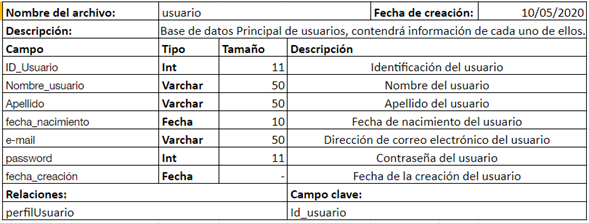 Nombre del archivo: usuario Fecha de creación: 10/05/2020
Descripción: Base de datos Principal de usuarios, contendrá información de cada uno de ellos.
Campo Tipo Tamaño Descripción
ID_Usuario Int 11 Identificación del usuario
Nombre_usuario Varchar 50 Nombre del usuario
Apellido Varchar 50 Apellido del usuario
fecha_nacimiento Fecha 10 Fecha de nacimiento del usuario
e-mail Varchar 50 Dirección de correo electrónico del usuario
password Int 11 Contraseña del usuario
fecha_creación Fecha - Fecha de la creación del usuario
Relaciones: Campo clave:
perfilUsuario Id_usuario